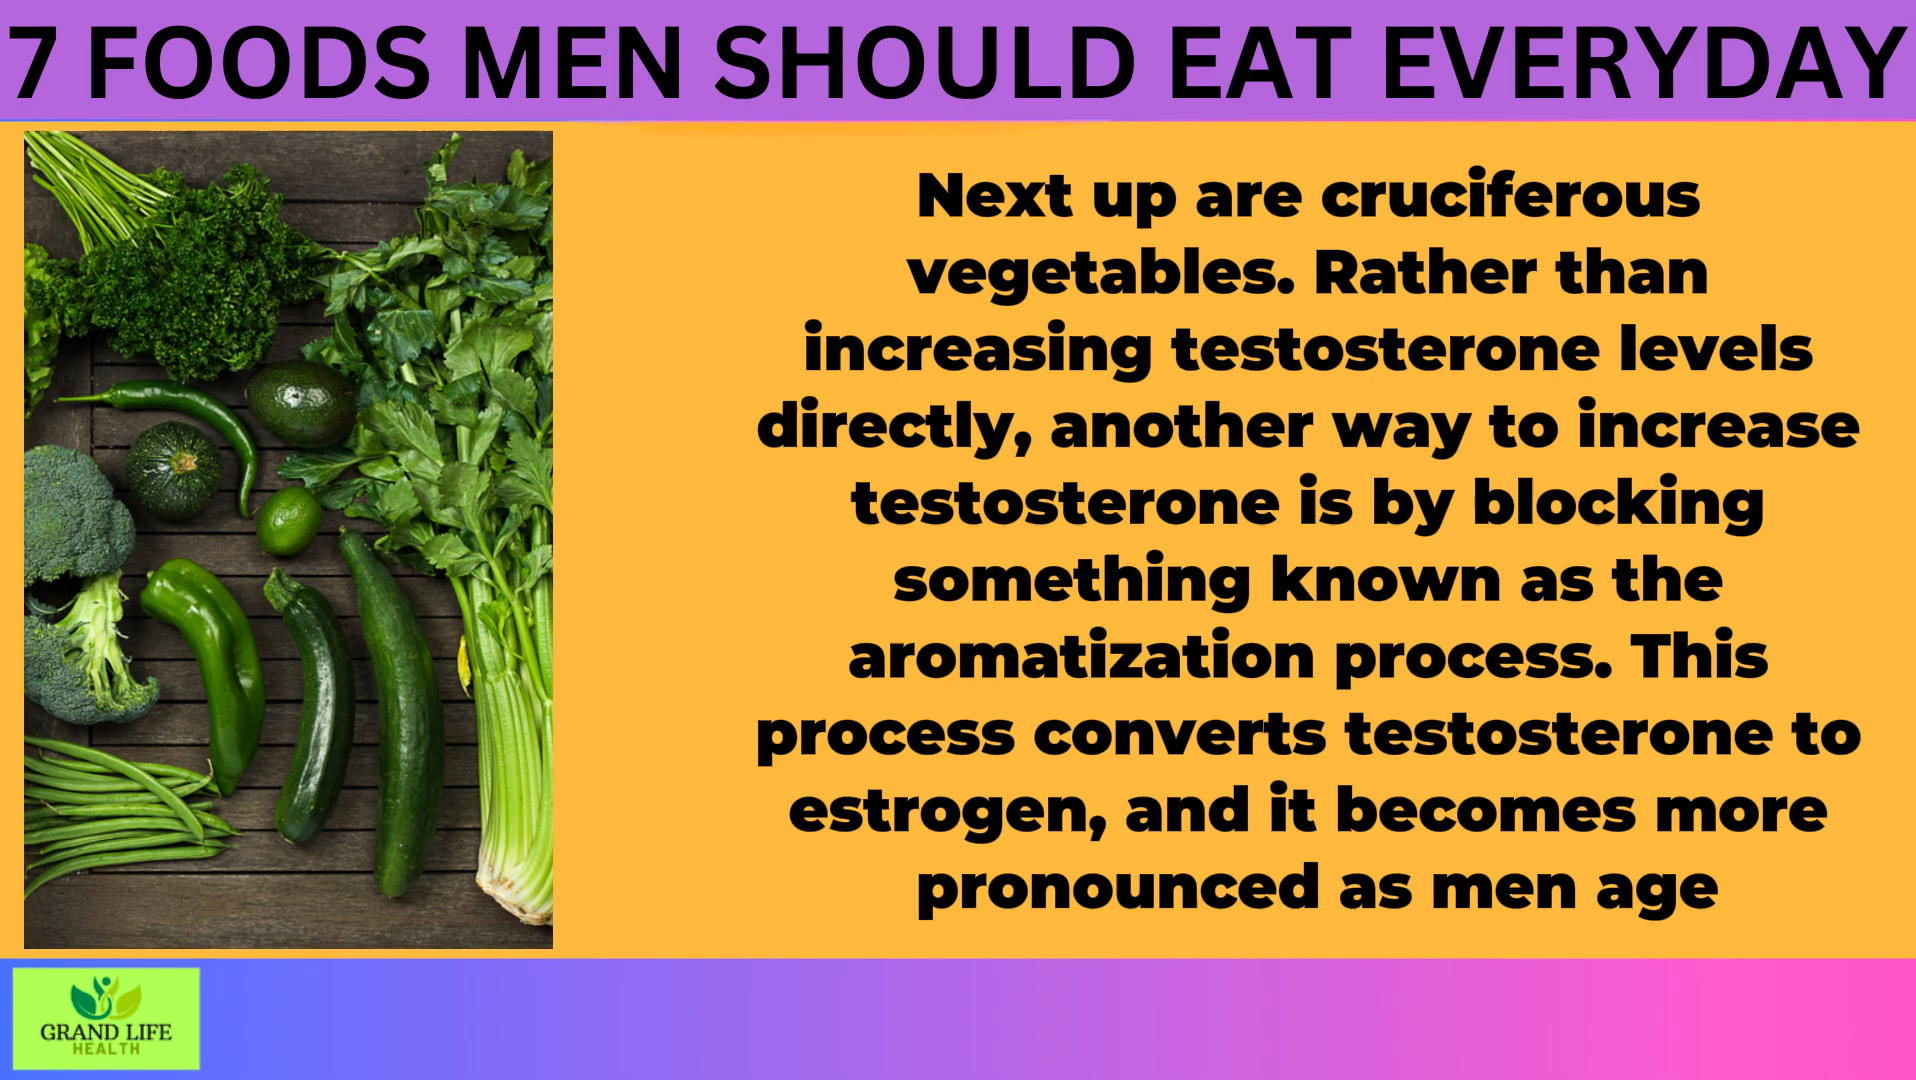 7 FOODS MEN SHOULD EAT EVERYDAY
Next up are cruciferous
vegetables. Rather than
increasing testosterone levels
directly, another way to increase
testosterone is by blocking
something known as the
aromatization process. This
process converts testosterone to
estrogen, and it becomes more
pronounced as men age
GRAND LIFE
HEALTH